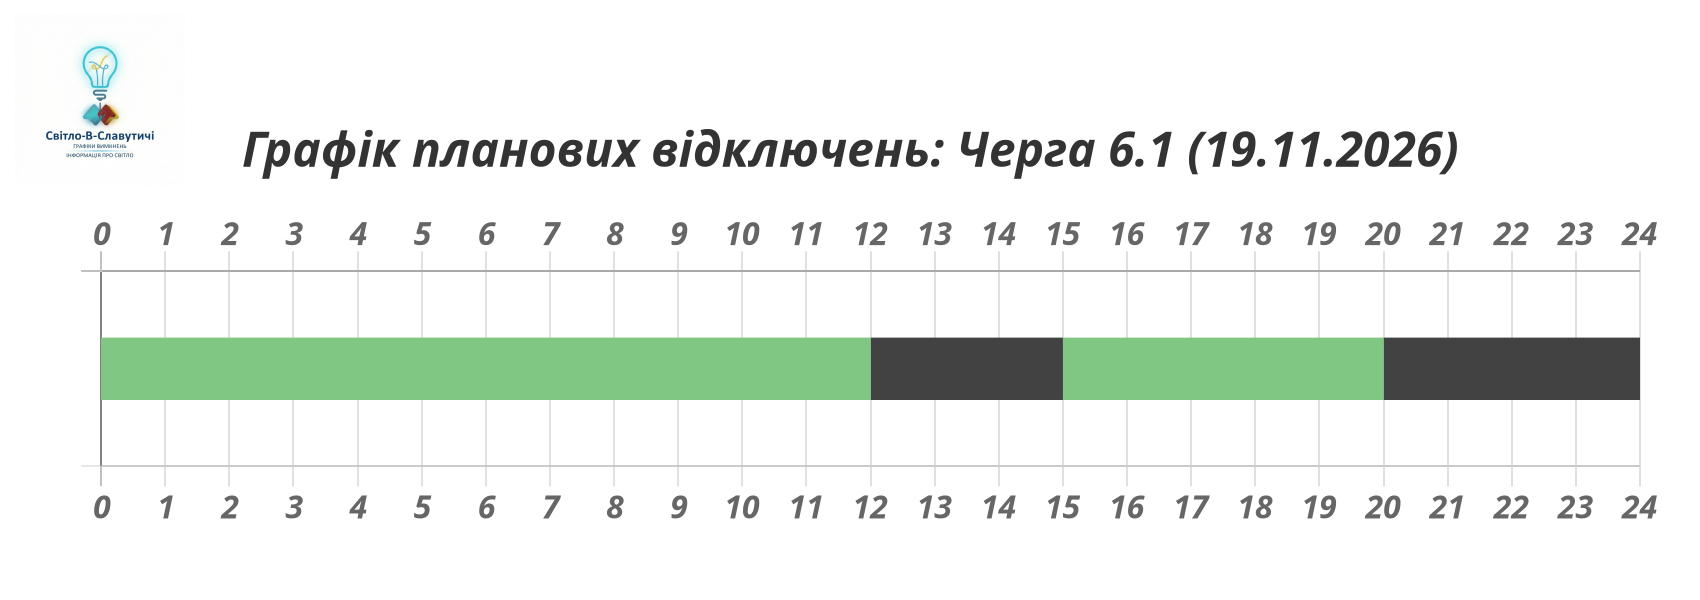 Світло-В-Славутичі
ГРАФІКИ ВИМКНЕНЬ
ІНФОРМАЦІЯ ПРО СВІТЛО
Графік планових відключень: Черга 6.1 (19.11.2026)
0 1 2 3 4 5 6 7 8 9 10 11 12 13 14 15 16 17 18 19 20 21 22 23 24
0 1 2 3 4 5 6 7 8 9 10 11 12 13 14 15 16 17 18 19 20 21 22 23 24